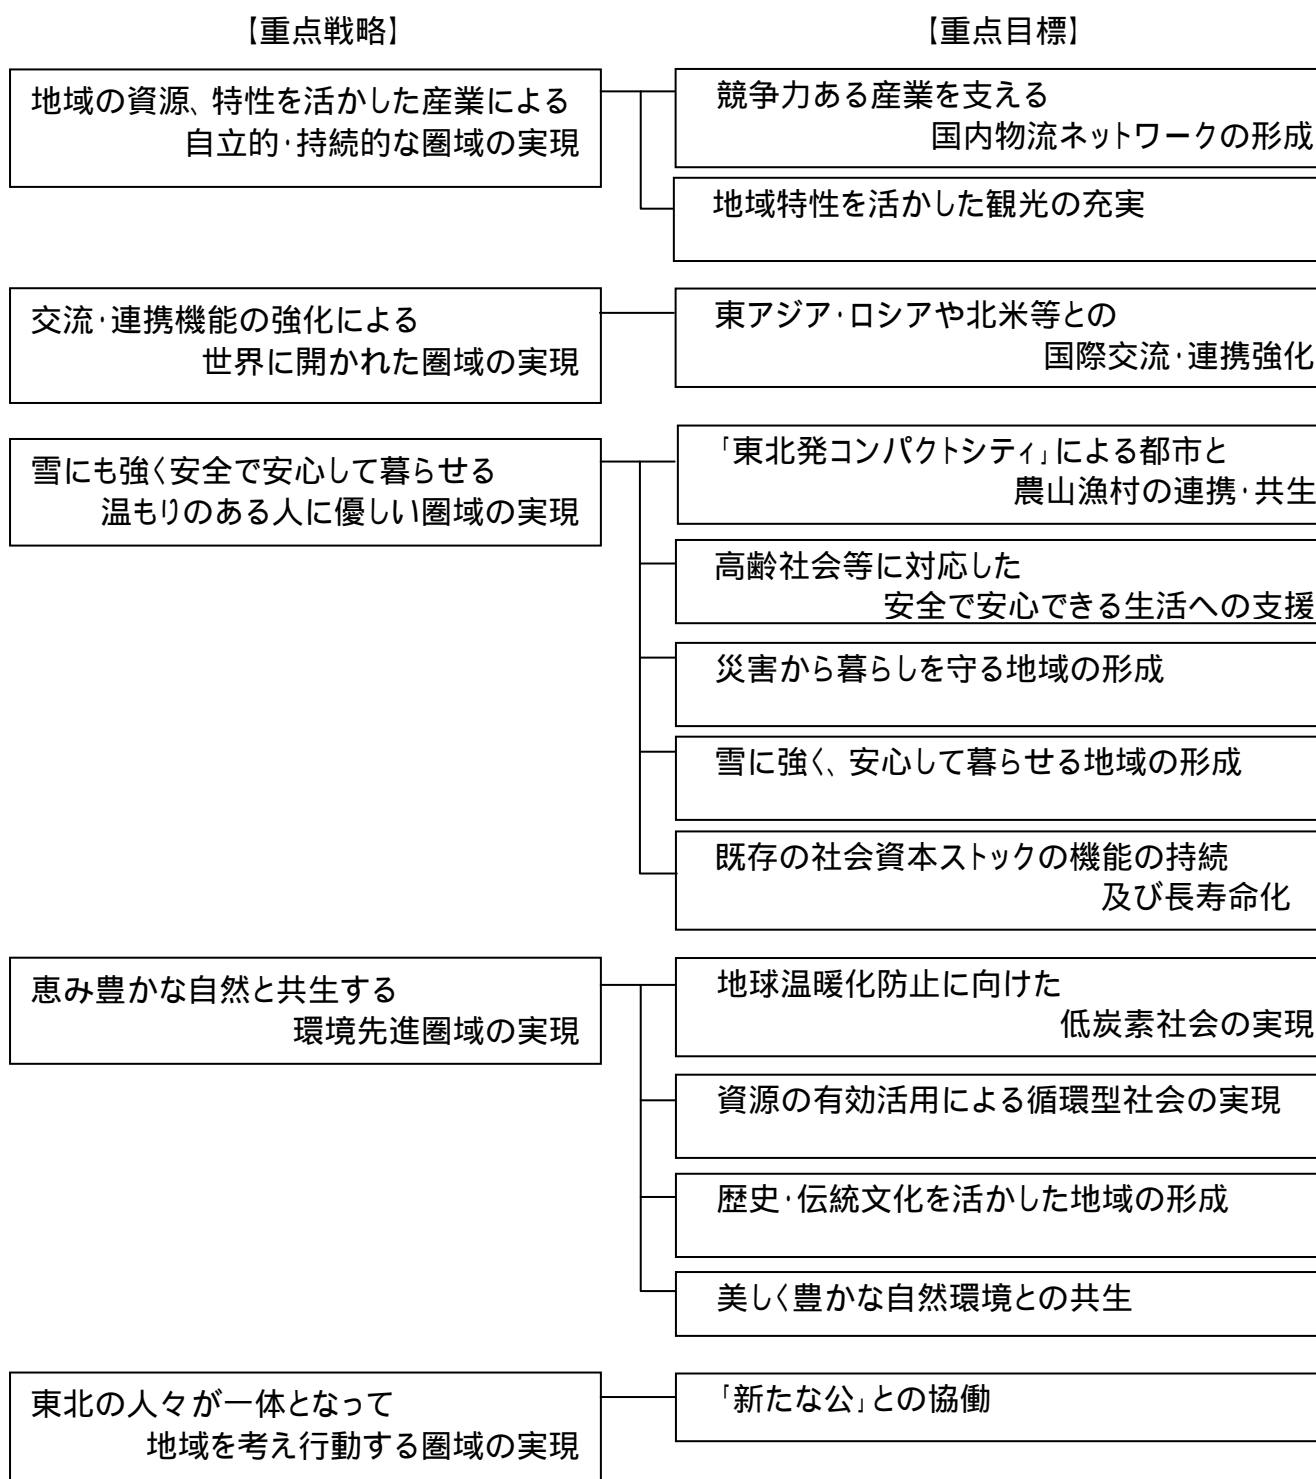 【重点戦略】
【重点目標】
地域の資源、特性を活かした産業による
自立的・持続的な圏域の実現
競争力ある産業を支える
国内物流ネットワークの形成
地域特性を活かした観光の充実
交流・連携機能の強化による
世界に開かれた圏域の実現
東アジア・ロシアや北米等との
国際交流・連携強化
雪にも強く安全で安心して暮らせる
温もりのある人に優しい圏域の実現
「東北発コンパクトシティ」による都市と
農山漁村の連携・共生
高齢社会等に対応した
安全で安心できる生活への支援
災害から暮らしを守る地域の形成
雪に強く、安心して暮らせる地域の形成
既存の社会資本ストックの機能の持続
及び長寿命化
恵み豊かな自然と共生する
環境先進圏域の実現
地球温暖化防止に向けた
低炭素社会の実現
資源の有効活用による循環型社会の実現
歴史・伝統文化を活かした地域の形成
美しく豊かな自然環境との共生
東北の人々が一体となって
地域を考え行動する圏域の実現
「新たな公」との協働